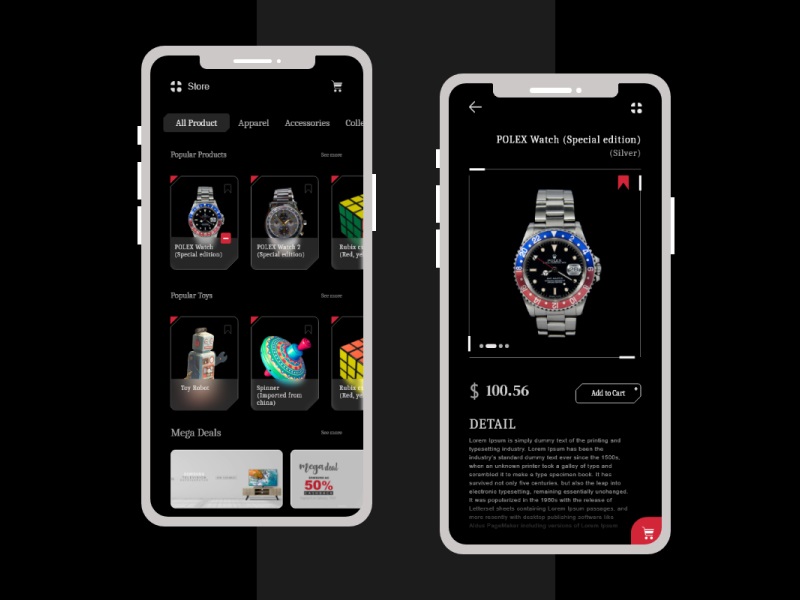 Store
All Product
Apparel
Accessories
Colle
Popular Products
See more
POLEX Watch
(Special edition)
POLEX Watch 2
(Special edition)
Rubix c
(Red, ye
Popular Toys
See more
Toy Robot
Spinner
(Imported from
china)
Rubix c
(Red, ye
Mega Deals
See more
mega deal
50%
POLEX Watch (Special edition)
(Silver)
POLEX
$ 100.56
Add to Cart
DETAIL
Lorem Ipsum is simply dummy text of the printing and
typesetting industry. Lorem Ipsum has been the
industry's standard dummy text ever since the 1500s,
when an unknown printer took a galley of type and
scrambled it to make a type specimen book. It has
survived not only five centuries, but also the leap into
electronic typesetting, remaining essentially unchanged.
It was popularized in the 1960s with the release of
Letterset sheets containing Lorem Ipsum passages, and
more recently with desktop publishing software like
Aldus PageMaker including versions of Lorem Ipsum